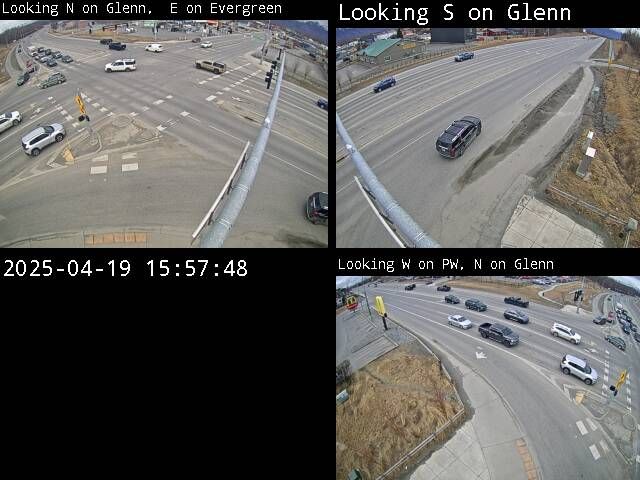 Looking N on Glenn, E on Evergreen
Looking S on Glenn
2025-04-19 15:57:48
Looking W on PW, N on Glenn